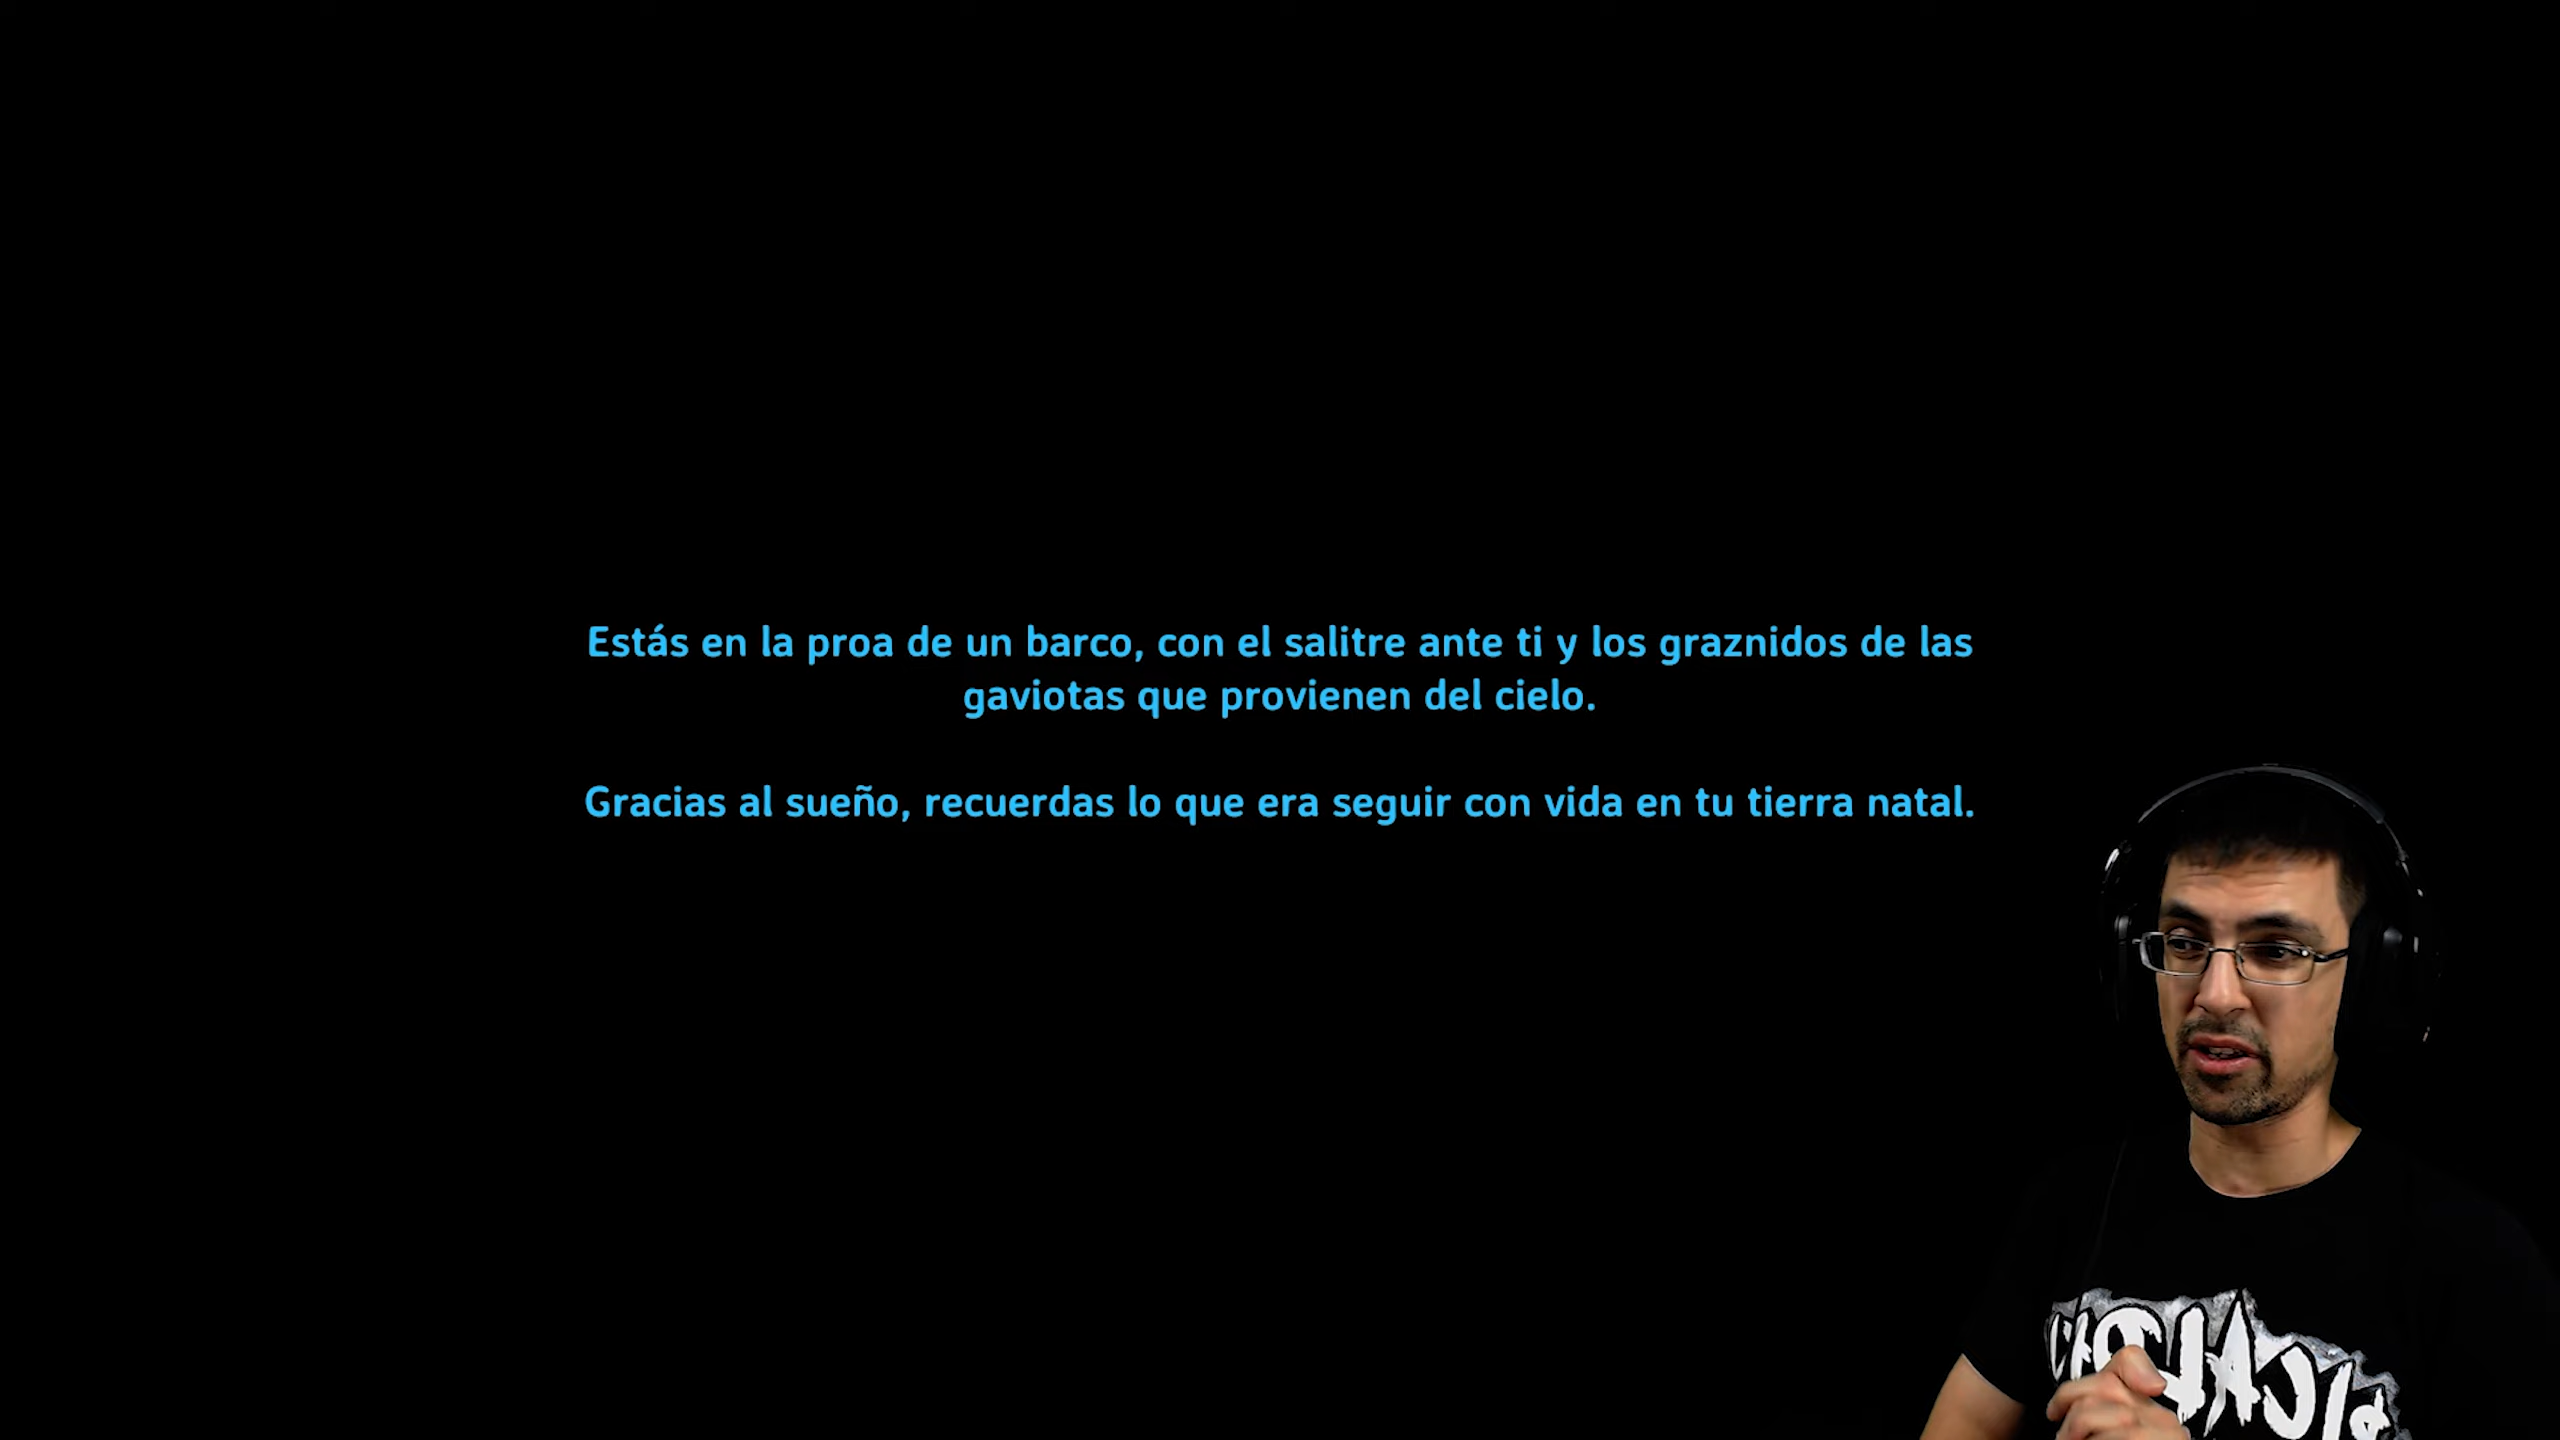 Estás en la proa de un barco, con el salitre ante ti y los graznidos de las
gaviotas que provienen del cielo.
Gracias al sueño, recuerdas lo que era seguir con vida en tu tierra natal.